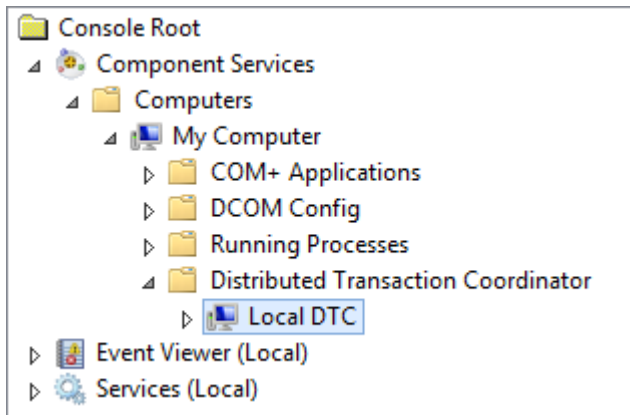 Console Root
Component Services
Computers
My Computer
COM+ Applications
DCOM Config
Running Processes
Distributed Transaction Coordinator
Local DTC
Event Viewer (Local)
Services (Local)